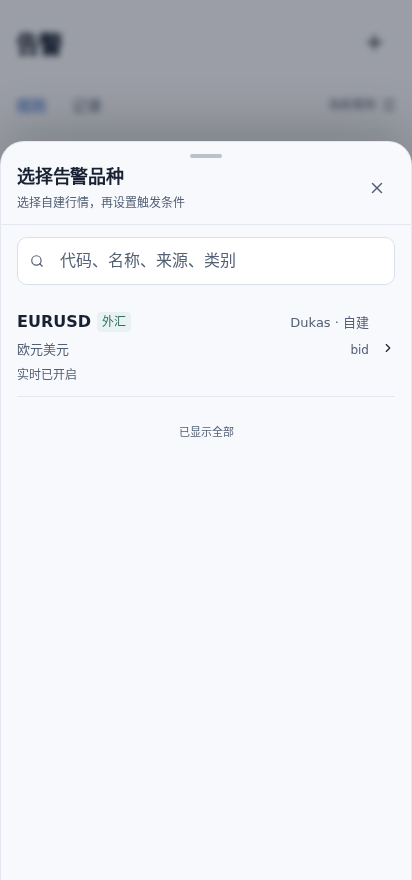 告警
选择告警品种
选择自建行情，再设置触发条件
代码、名称、来源、类别
EURUSD 外汇 Dukas · 自建
欧元美元 bid
实时已开启
已显示全部